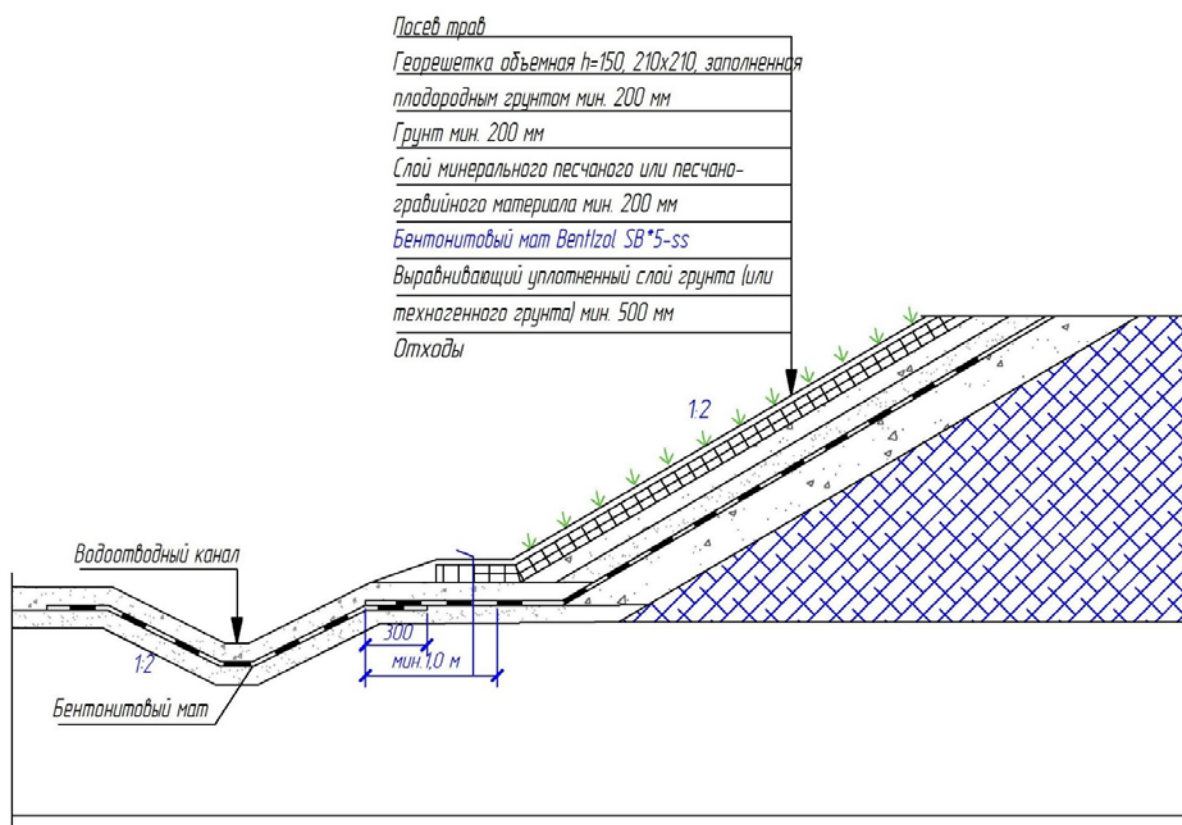 Посев трав
Георешетка объемная h=150, 210х210, заполненная
плодородным грунтом мин. 200 мм
Грунт мин. 200 мм
Слой минерального песчаного или песчано-
гравийного материала мин. 200 мм
Бентонитовый мат BentIzol SB*5-ss
Выравнивающий уплотненный слой грунта (или
техногенного грунта) мин. 500 мм
Отходы
1:2
Водоотводный канал
300
1:2
мин.1,0 м
Бентонитовый мат